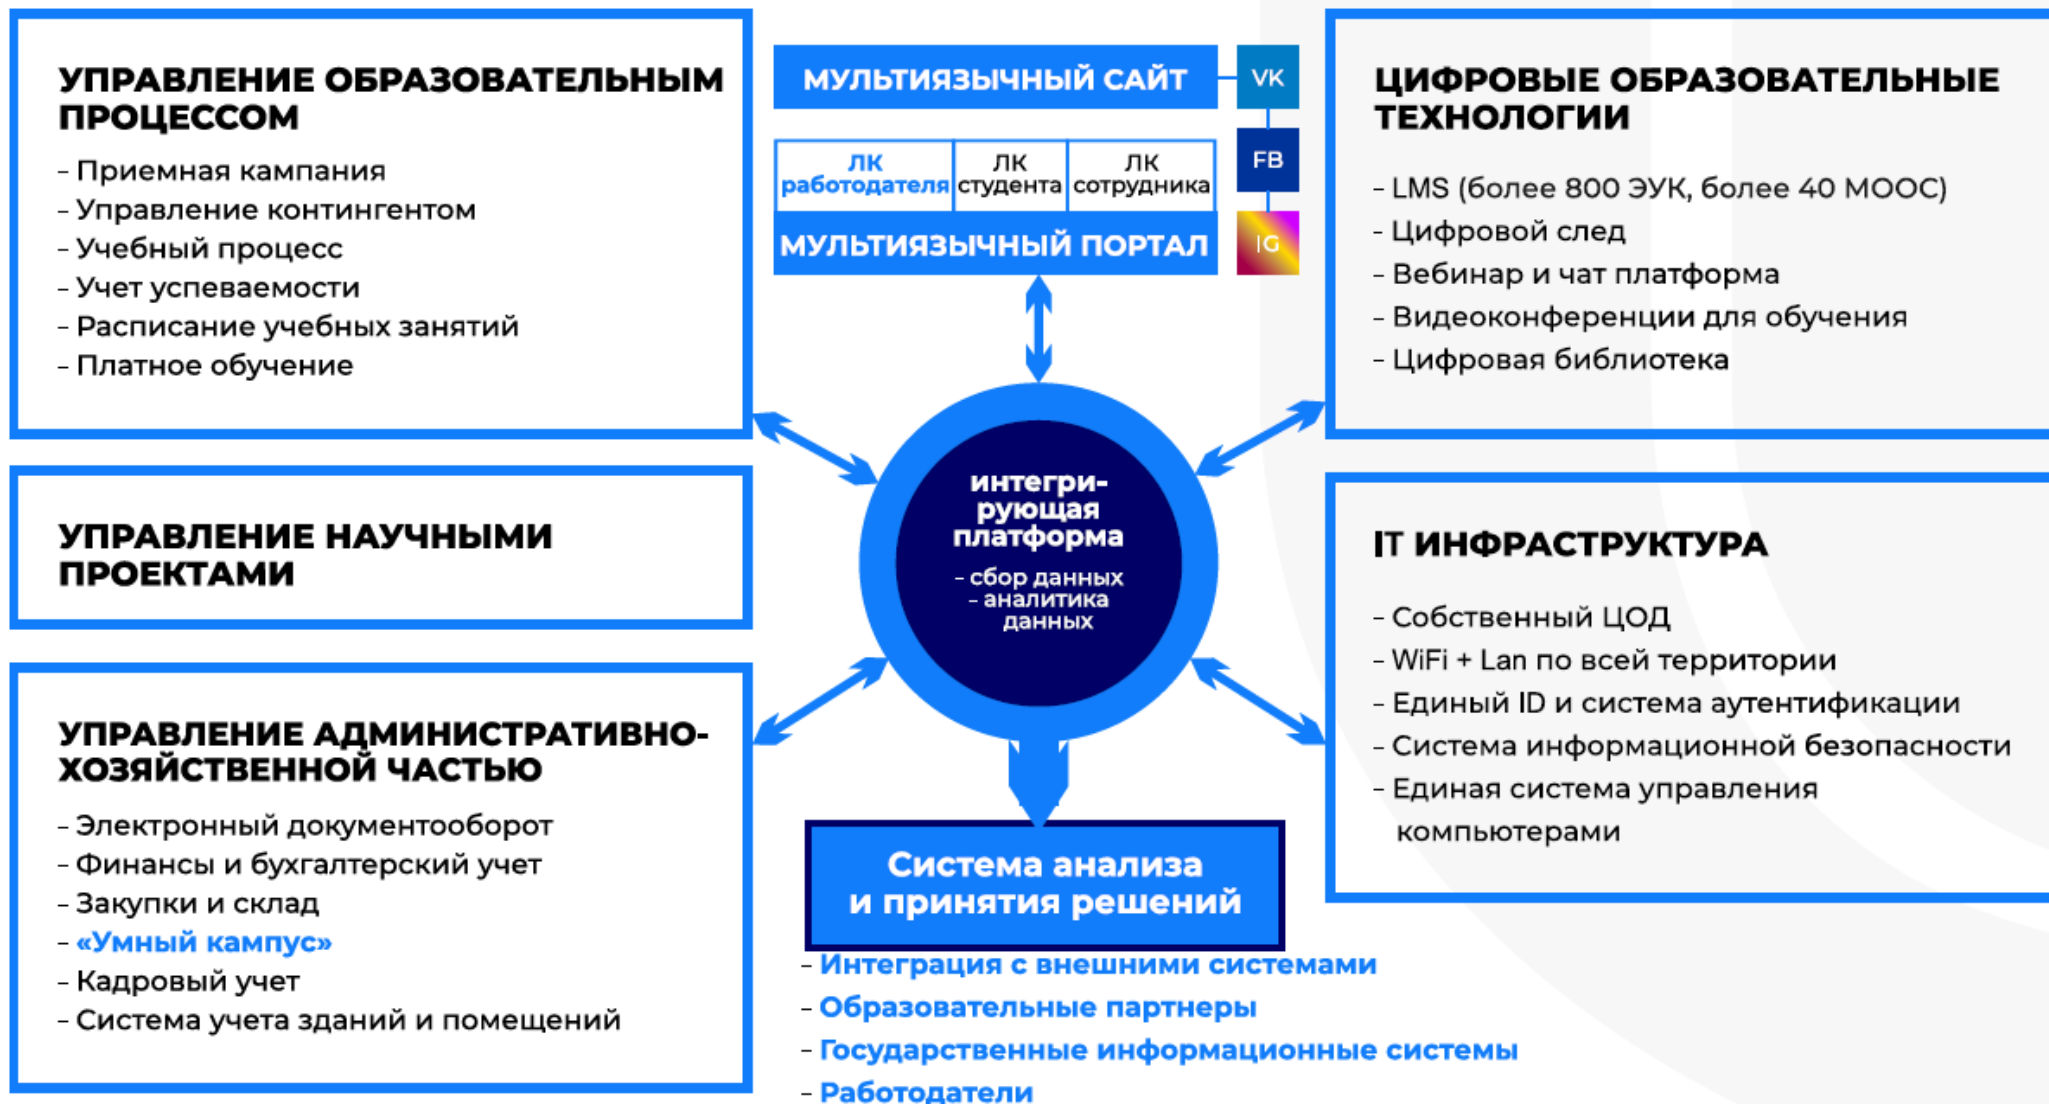 УПРАВЛЕНИЕ ОБРАЗОВАТЕЛЬНЫМ
ПРОЦЕССОМ
- Приемная кампания
- Управление контингентом
- Учебный процесс
- Учет успеваемости
- Расписание учебных занятий
- Платное обучение
УПРАВЛЕНИЕ НАУЧНЫМИ
ПРОЕКТАМИ
УПРАВЛЕНИЕ АДМИНИСТРАТИВНО-
ХОЗЯЙСТВЕННОЙ ЧАСТЬЮ
- Электронный документооборот
- Финансы и бухгалтерский учет
- Закупки и склад
- «Умный кампус»
- Кадровый учет
- Система учета зданий и помещений
МУЛЬТИЯЗЫЧНЫЙ САЙТ
VK
FB
IG
ЛК
работодателя
ЛК
студента
ЛК
сотрудника
МУЛЬТИЯЗЫЧНЫЙ ПОРТАЛ
интегри-
рующая
платформа
- сбор данных
- аналитика
данных
Система анализа
и принятия решений
- Интеграция с внешними системами
- Образовательные партнеры
- Государственные информационные системы
- Работодатели
ЦИФРОВЫЕ ОБРАЗОВАТЕЛЬНЫЕ
ТЕХНОЛОГИИ
- LMS (более 800 ЭУК, более 40 МООС)
- Цифровой след
- Вебинар и чат платформа
- Видеоконференции для обучения
- Цифровая библиотека
IT ИНФРАСТРУКТУРА
- Собственный ЦОД
- WiFi + Lan по всей территории
- Единый ID и система аутентификации
- Система информационной безопасности
- Единая система управления
компьютерами